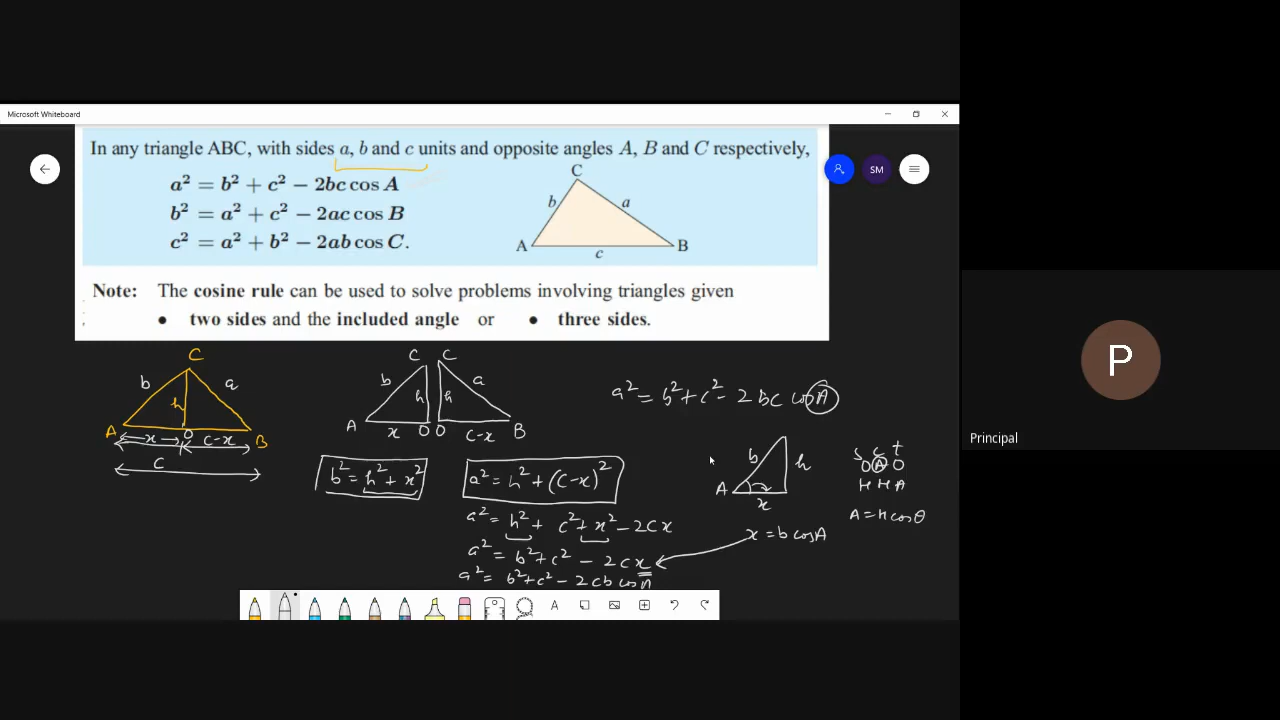 Microsoft Whiteboard
In any triangle ABC, with sides a, b and c units and opposite angles A, B and C respectively,
a² = b² + c² − 2bc cos A
b² = a² + c² − 2ac cos B
c² = a² + b² − 2ab cos C.
C
b
a
A
B
c
Note: The cosine rule can be used to solve problems involving triangles given
• two sides and the included angle or • three sides.
SM
C
b
a
h
A
O
B
x
c-x
c
C C
b
h h
a
A
x
O O
c-x
B
b² = h² + x²
a² = h² + (c-x)²
a² = h² + c² + x² - 2cx
a² = b² + c² - 2cx
a² = b² + c² - 2cb cos A
a² = b² + c² - 2bc cos A
b
h
A
x
x = b cos A
S C T
O A O
H H A
A = H cos θ
A
P
Principal